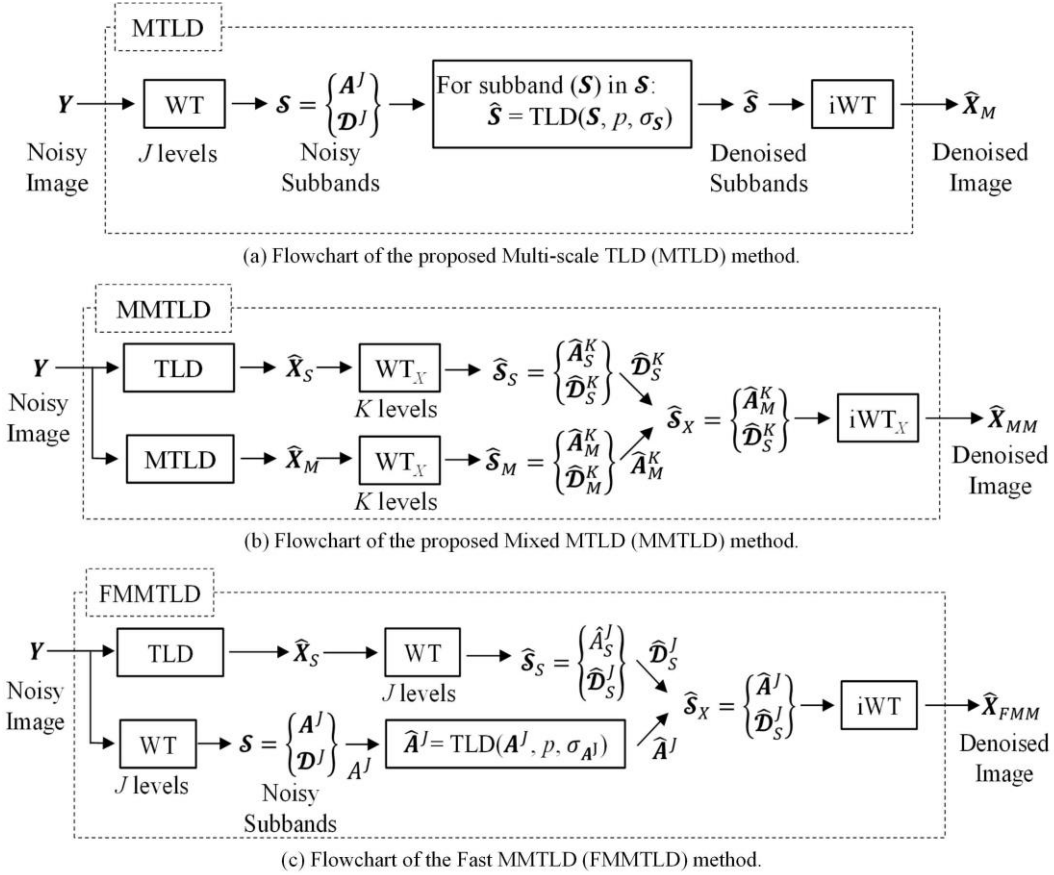 MTLD
Y WT 𝓢 = {A^J 𝓓^J} For subband (S) in 𝓢: Ŝ = TLD(S, p, σ_S) 𝓢̂ iWT X̂_M
Noisy Image J levels Noisy Subbands Denoised Subbands Denoised Image
(a) Flowchart of the proposed Multi-scale TLD (MTLD) method.
MMTLD
Y TLD X̂_S WT_X 𝓢̂_S = {Â_S^K 𝓓̂_S^K} 𝓓̂_S^K
Noisy Image K levels 𝓢̂_X = {Â_M^K 𝓓̂_S^K} iWT_X X̂_MM
MTLD X̂_M WT_X 𝓢̂_M = {Â_M^K 𝓓̂_M^K} Â_M^K Denoised Image
K levels
(b) Flowchart of the proposed Mixed MTLD (MMTLD) method.
FMMTLD
Y TLD X̂_S WT 𝓢̂_S = {Â_S^J 𝓓̂_S^J} 𝓓̂_S^J
Noisy Image J levels 𝓢̂_X = {Â^J 𝓓̂_S^J} iWT X̂_FMM
WT 𝓢 = {A^J 𝓓^J} A^J Â^J = TLD(A^J, p, σ_A^J) Â^J Denoised Image
J levels Noisy Subbands
(c) Flowchart of the Fast MMTLD (FMMTLD) method.